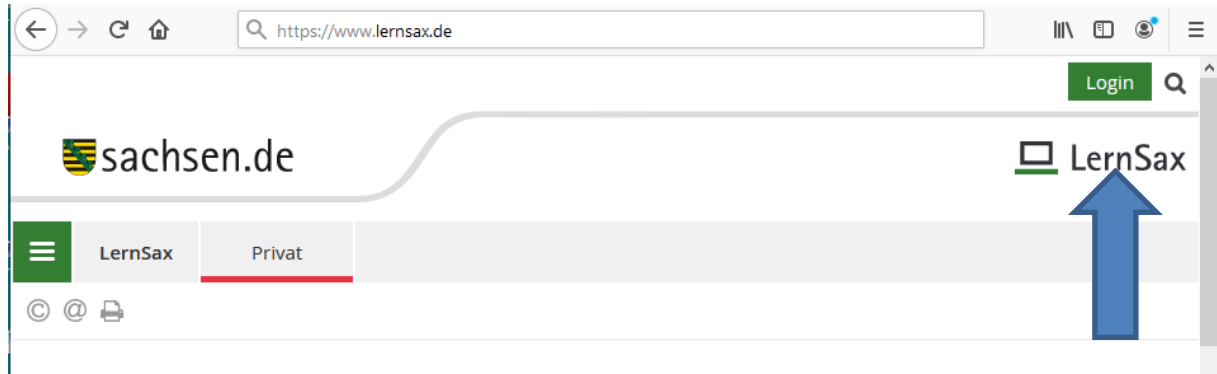 https://www.lernsax.de
Login
sachsen.de
LernSax
LernSax Privat
© @